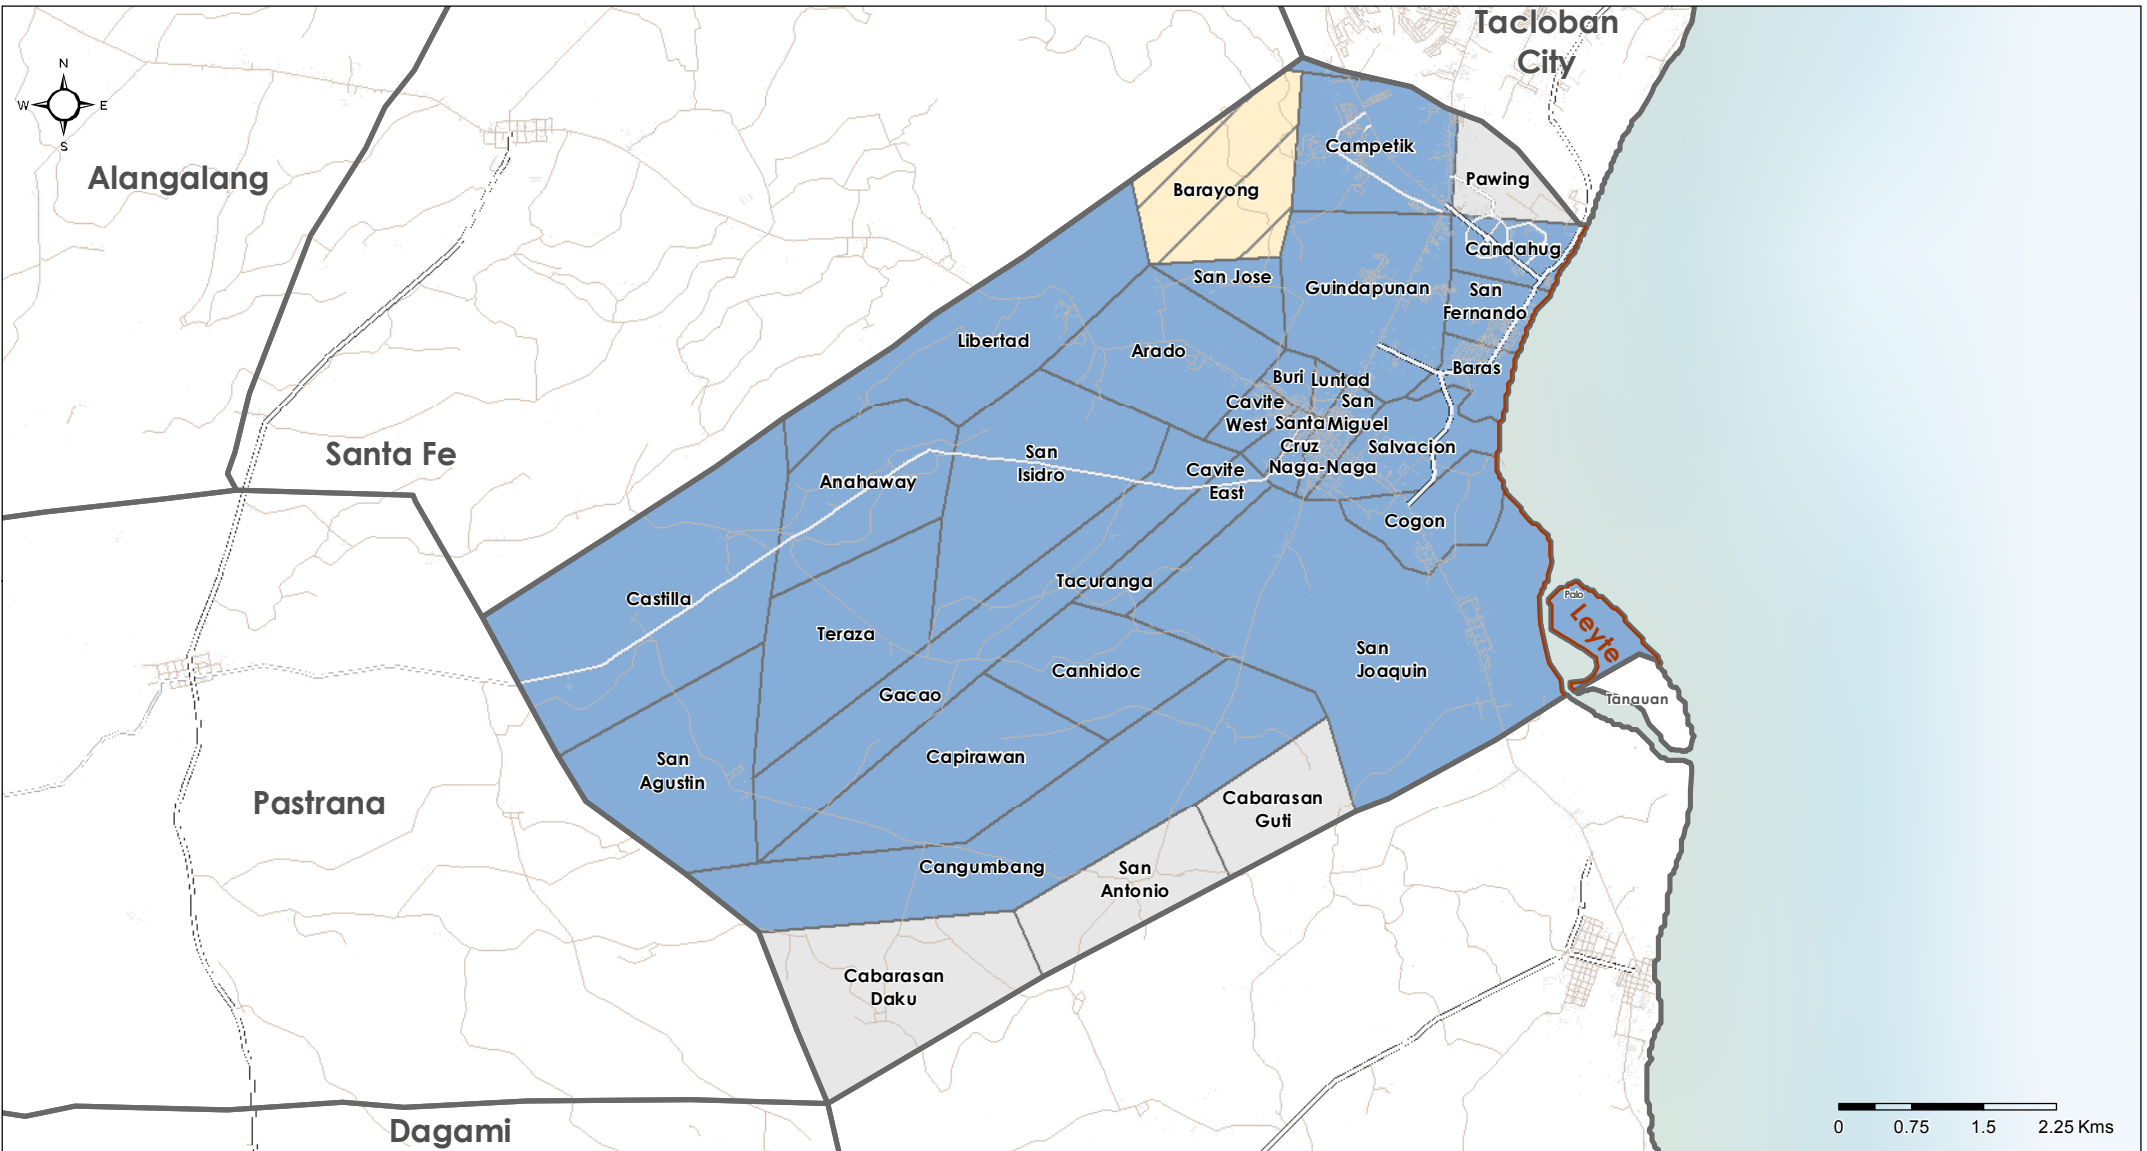 Tacloban
City
N
W
E
S
Alangalang
Campetik
Pawing
Barayong
Candahug
San Jose
Guindapunan
San
Fernando
Libertad
Arado
Baras
Buri
Luntad
Cavite
West
San
Miguel
Santa
Cruz
Salvacion
Santa Fe
San
Isidro
Cavite
East
Naga-Naga
Anahaway
Cogon
Tacuranga
Castilla
Palo
Leyte
Teraza
San
Joaquin
Canhidoc
Gacao
Tanauan
Capirawan
San
Agustin
Pastrana
Cabarasan
Guti
Cangumbang
San
Antonio
Cabarasan
Daku
Dagami
0 0.75 1.5 2.25 Kms